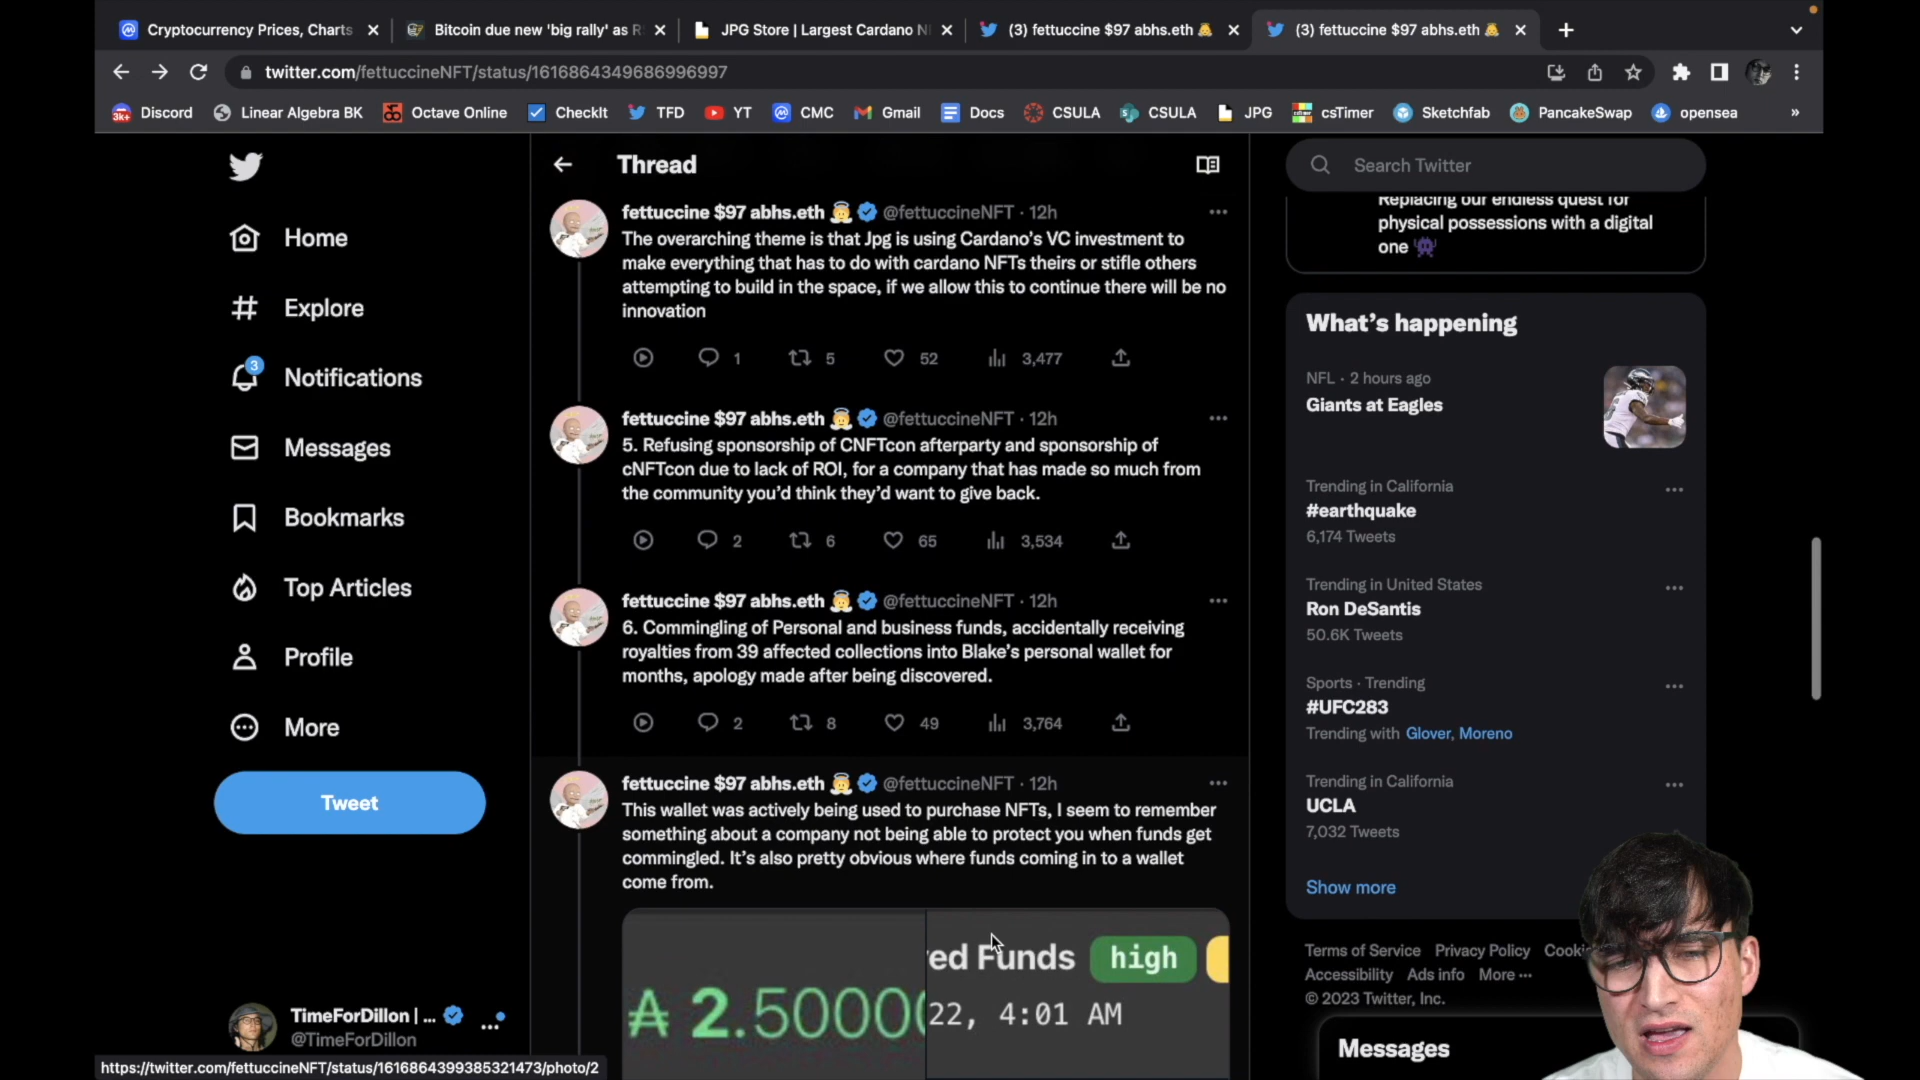 Cryptocurrency Prices, Charts
Bitcoin due new 'big rally' as R
JPG Store | Largest Cardano N
(3) fettuccine $97 abhs.eth
(3) fettuccine $97 abhs.eth
twitter.com/fettuccineNFT/status/1616864349686996997
3k+
Discord
Linear Algebra BK
Octave Online
CheckIt
TFD
YT
CMC
Gmail
Docs
CSULA
CSULA
JPG
csTimer
Sketchfab
PancakeSwap
opensea
»
Home
Explore
3
Notifications
Messages
Bookmarks
Top Articles
Profile
More
Tweet
TimeForDillon | ...
@TimeForDillon
https://twitter.com/fettuccineNFT/status/1616864399385321473/photo/2
Thread
fettuccine $97 abhs.eth 👼 @fettuccineNFT · 12h
The overarching theme is that Jpg is using Cardano's VC investment to
make everything that has to do with cardano NFTs theirs or stifle others
attempting to build in the space, if we allow this to continue there will be no
innovation
1 5 52 3,477
fettuccine $97 abhs.eth 👼 @fettuccineNFT · 12h
5. Refusing sponsorship of CNFTcon afterparty and sponsorship of
cNFTcon due to lack of ROI, for a company that has made so much from
the community you'd think they'd want to give back.
2 6 65 3,534
fettuccine $97 abhs.eth 👼 @fettuccineNFT · 12h
6. Commingling of Personal and business funds, accidentally receiving
royalties from 39 affected collections into Blake's personal wallet for
months, apology made after being discovered.
2 8 49 3,764
fettuccine $97 abhs.eth 👼 @fettuccineNFT · 12h
This wallet was actively being used to purchase NFTs, I seem to remember
something about a company not being able to protect you when funds get
commingled. It's also pretty obvious where funds coming in to a wallet
come from.
₳ 2.50000
ed Funds high
22, 4:01 AM
Search Twitter
Replacing our endless quest for
physical possessions with a digital
one 👾
What's happening
NFL · 2 hours ago
Giants at Eagles
Trending in California
#earthquake
6,174 Tweets
Trending in United States
Ron DeSantis
50.6K Tweets
Sports · Trending
#UFC283
Trending with Glover, Moreno
Trending in California
UCLA
7,032 Tweets
Show more
Terms of Service Privacy Policy Cookie
Accessibility Ads info More ...
© 2023 Twitter, Inc.
Messages